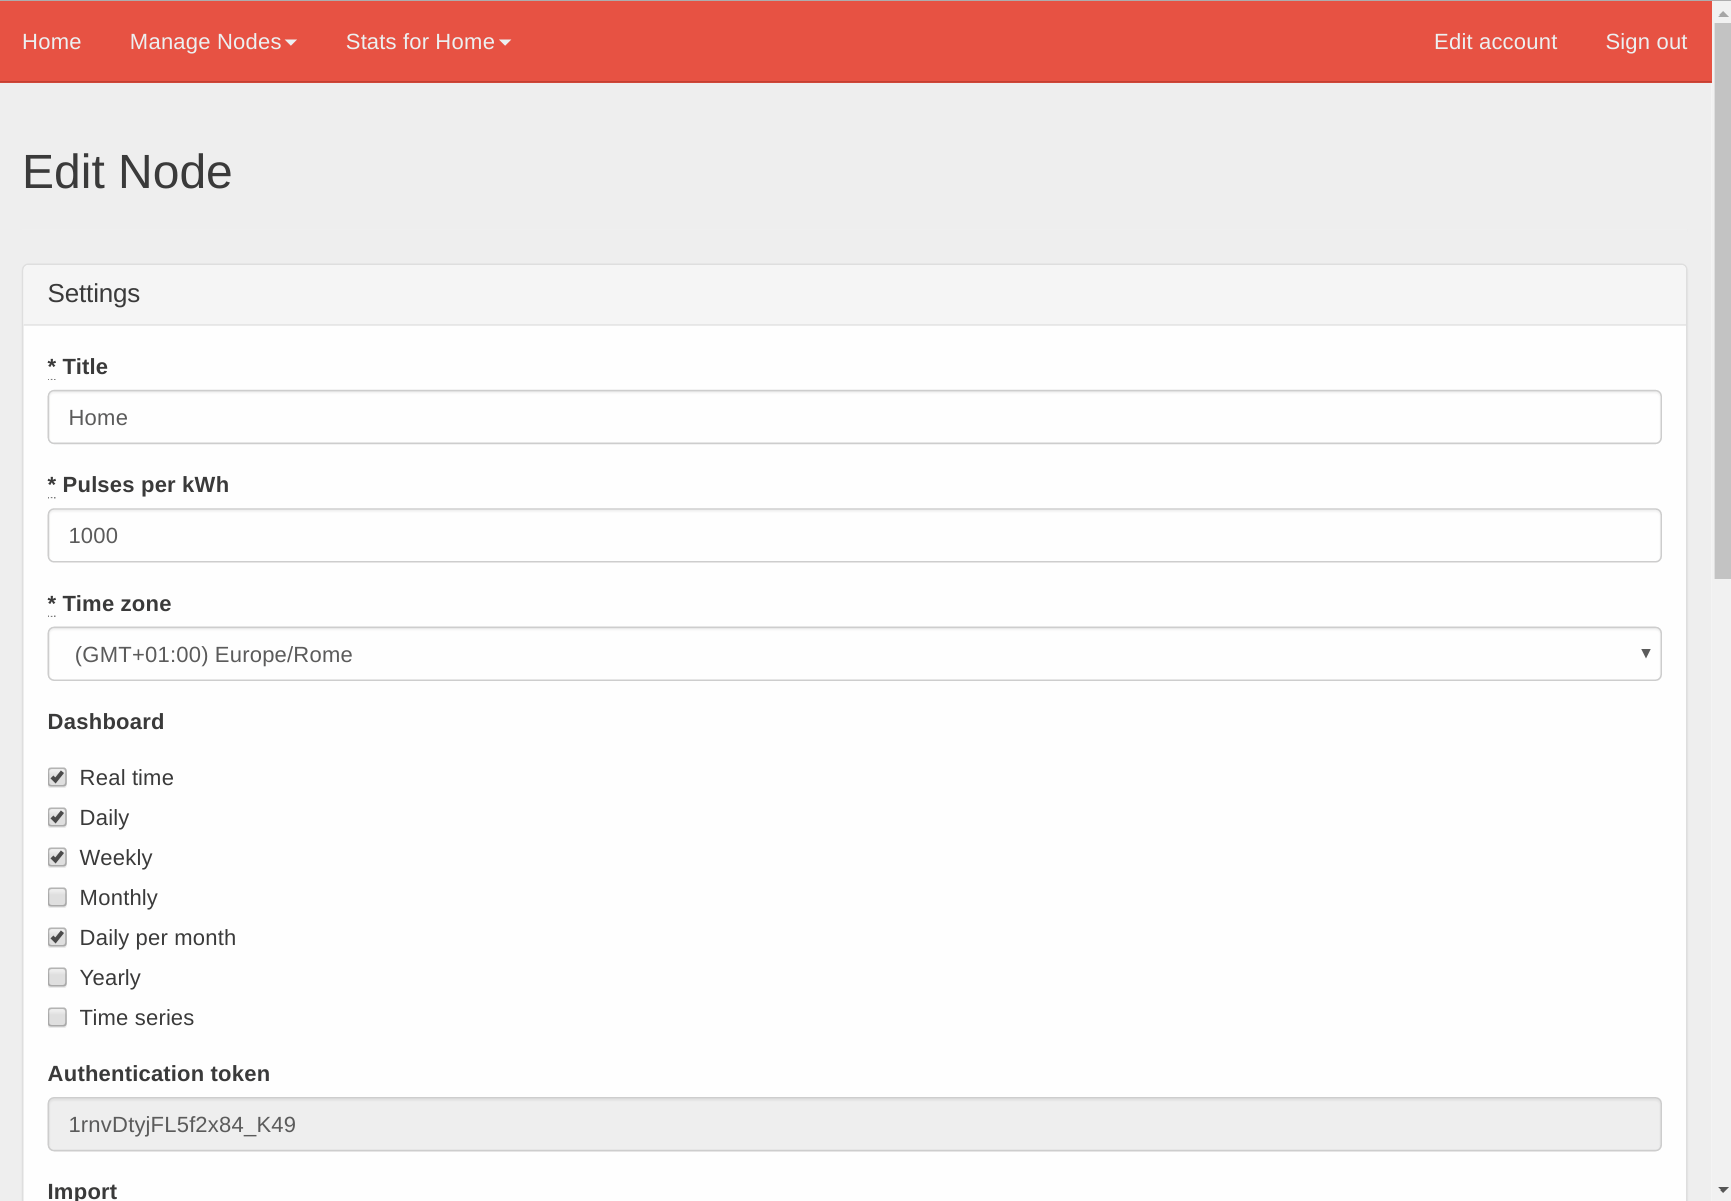 Home Manage Nodes Stats for Home Edit account Sign out
Edit Node
Settings
* Title
Home
* Pulses per kWh
1000
* Time zone
(GMT+01:00) Europe/Rome
Dashboard
Real time
Daily
Weekly
Monthly
Daily per month
Yearly
Time series
Authentication token
1rnvDtyjFL5f2x84_K49
Import